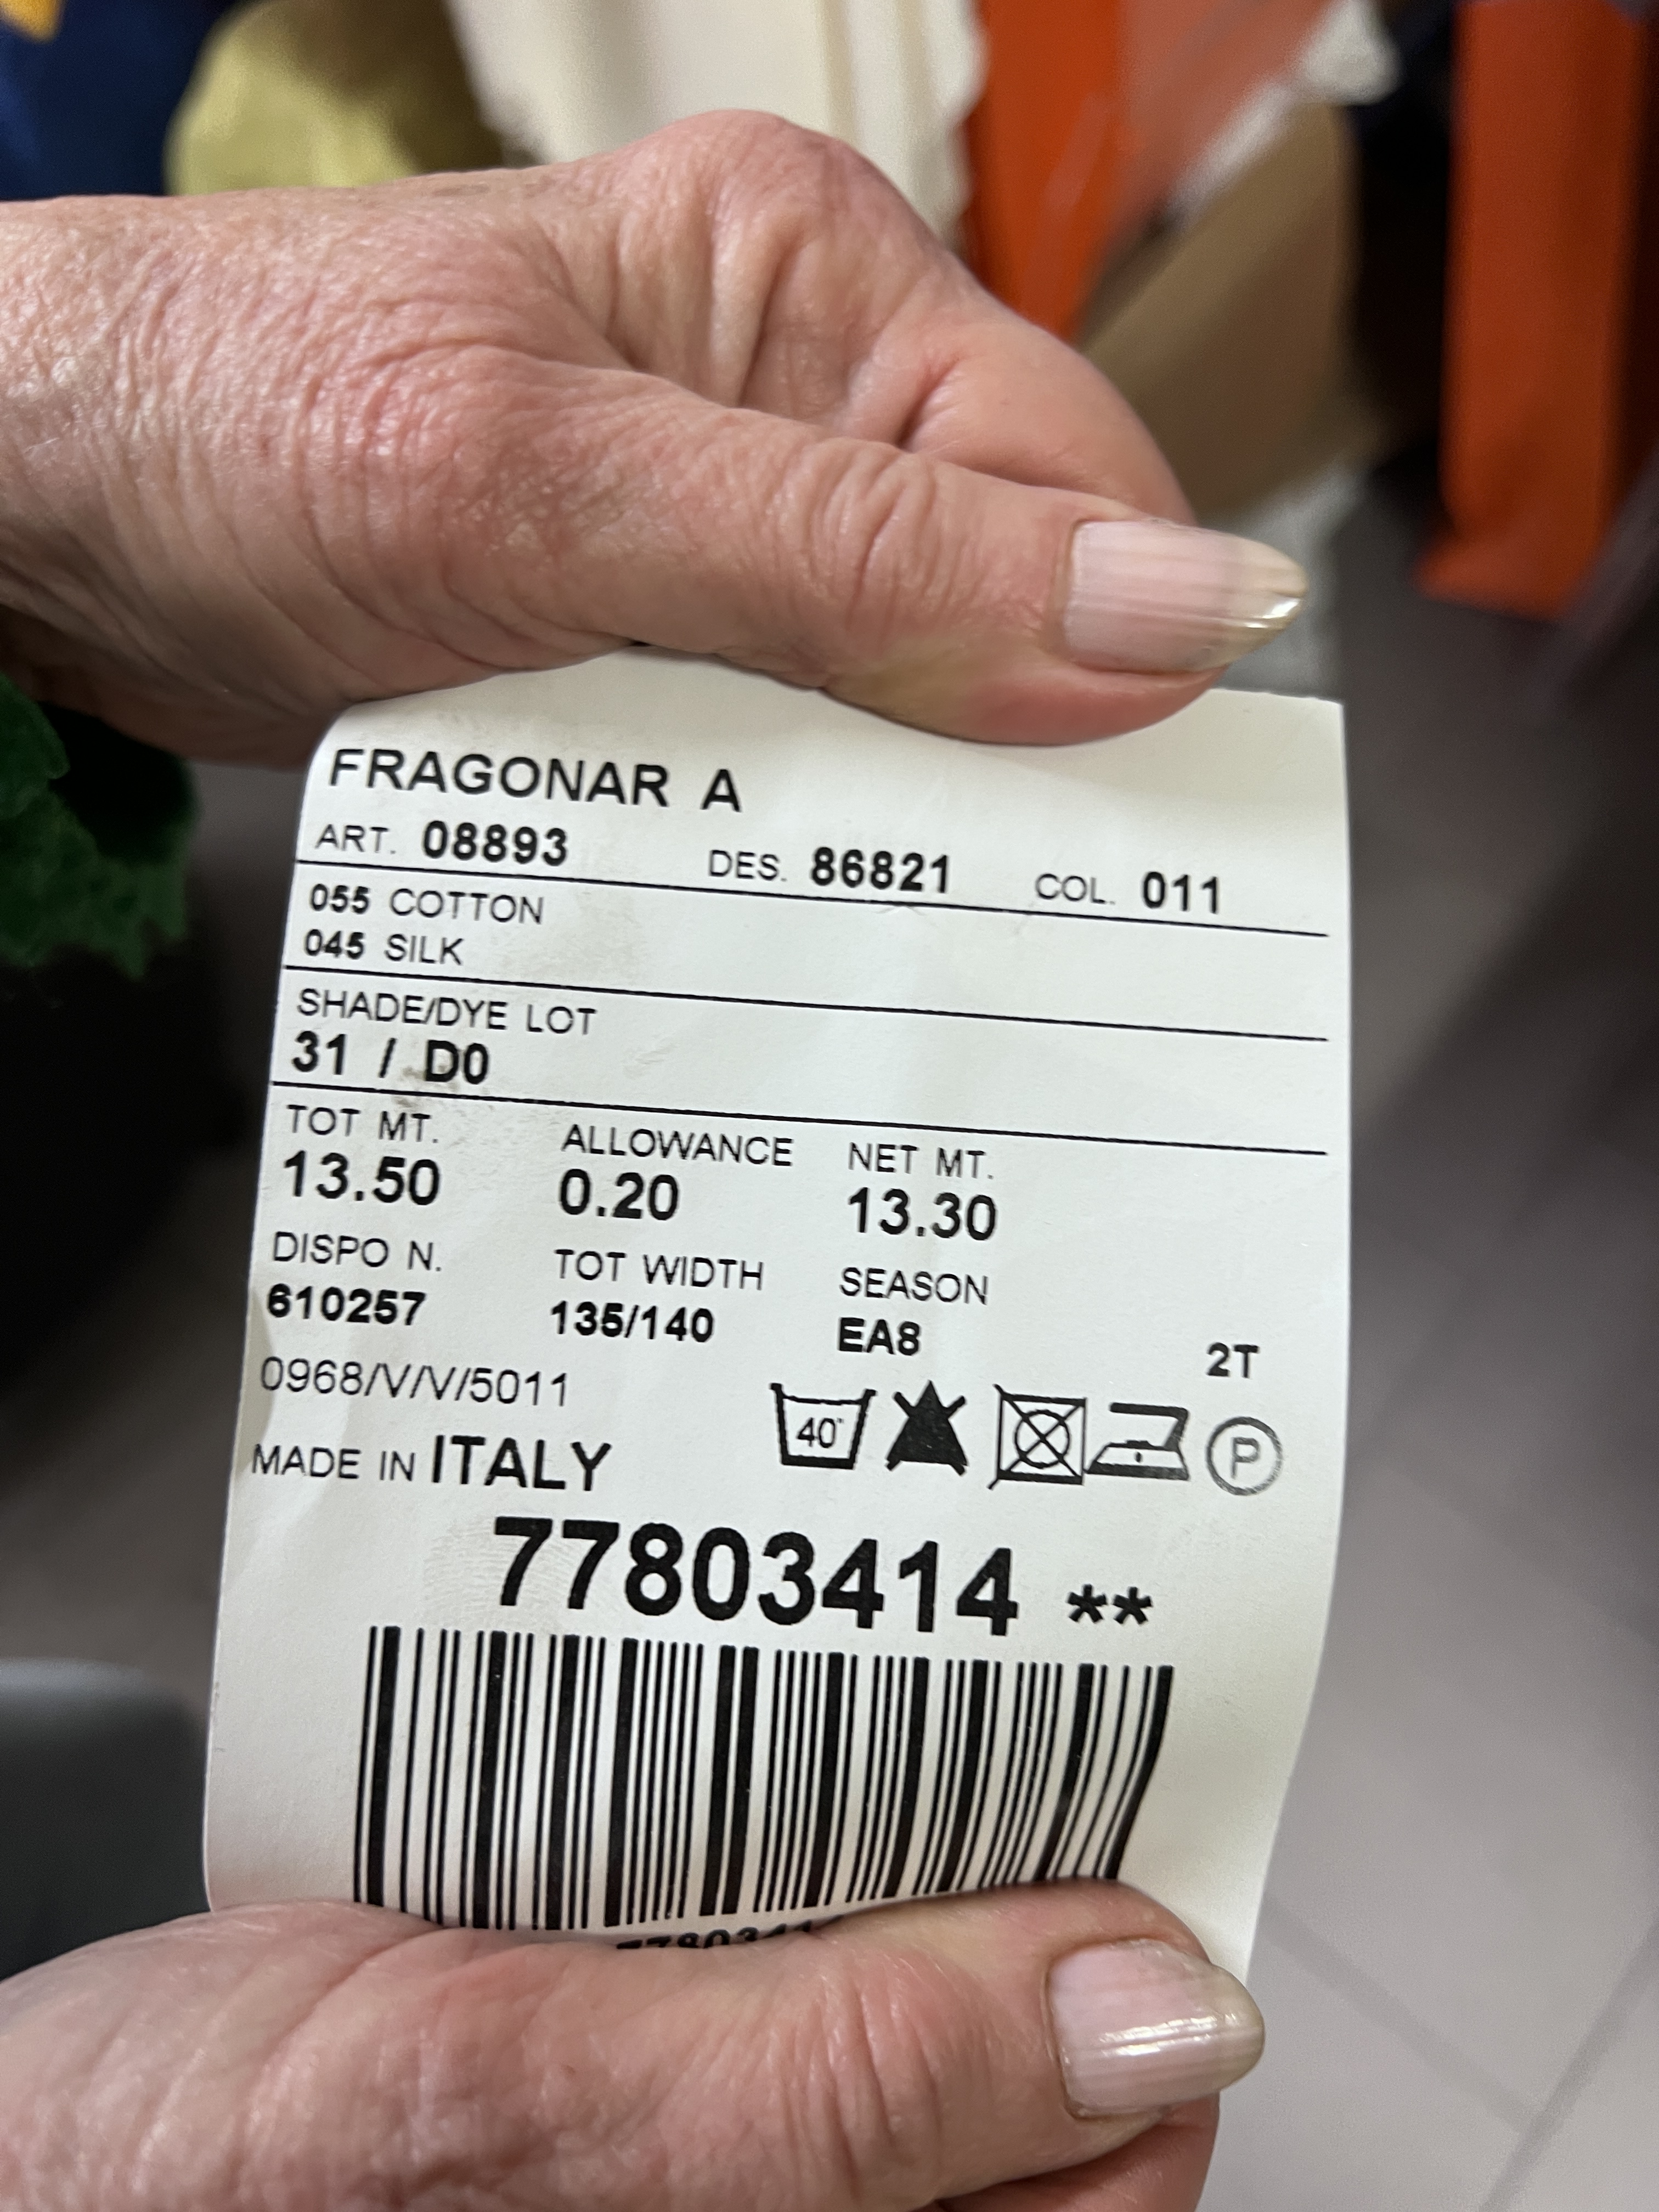 FRAGONAR A
ART. 08893 DES. 86821 COL. 011
055 COTTON
045 SILK
SHADE/DYE LOT
31 / D0
TOT MT. ALLOWANCE NET MT.
13.50 0.20 13.30
DISPO N. TOT WIDTH SEASON
610257 135/140 EA8
2T
0968/V/V/5011
40°
P
MADE IN ITALY
77803414 **